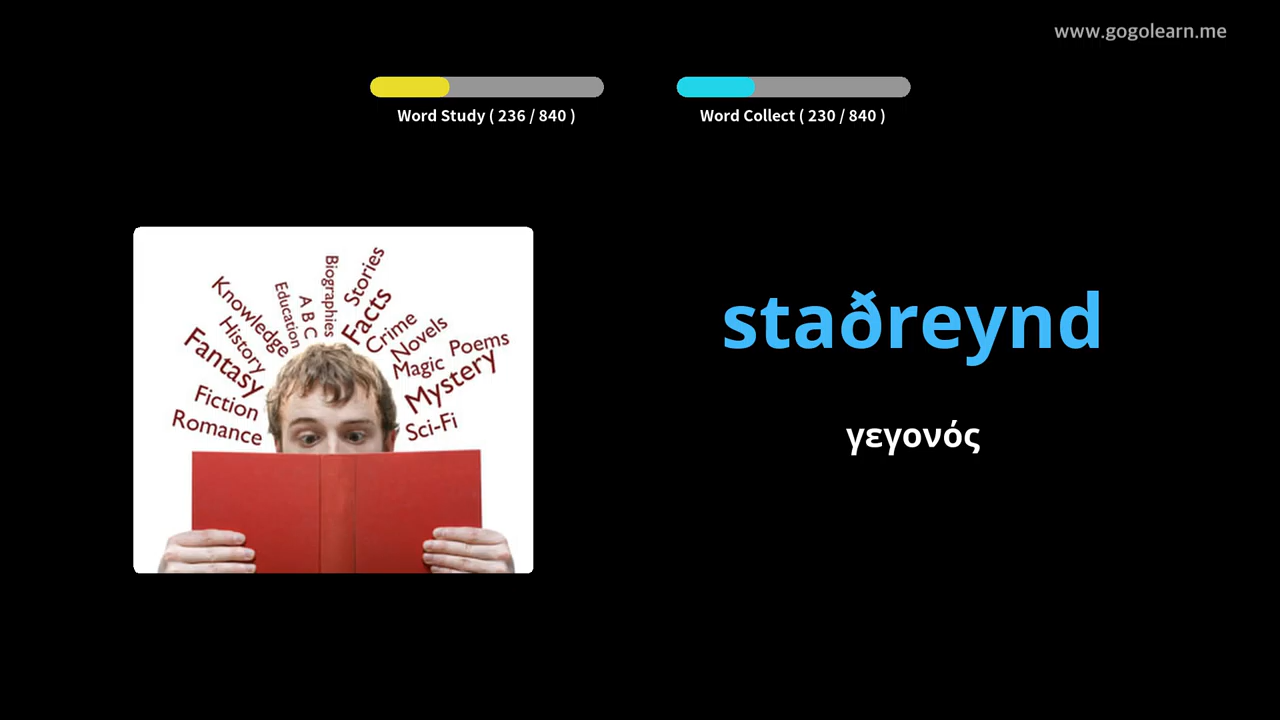 www.gogolearn.me
Word Study ( 236 / 840 )
Word Collect ( 230 / 840 )
Knowledge
Education
A B C
Biographies
Stories
Facts
Crime
Novels
Poems
History
Fantasy
Magic
Mystery
Fiction
Romance
Sci-Fi
staðreynd
γεγονός